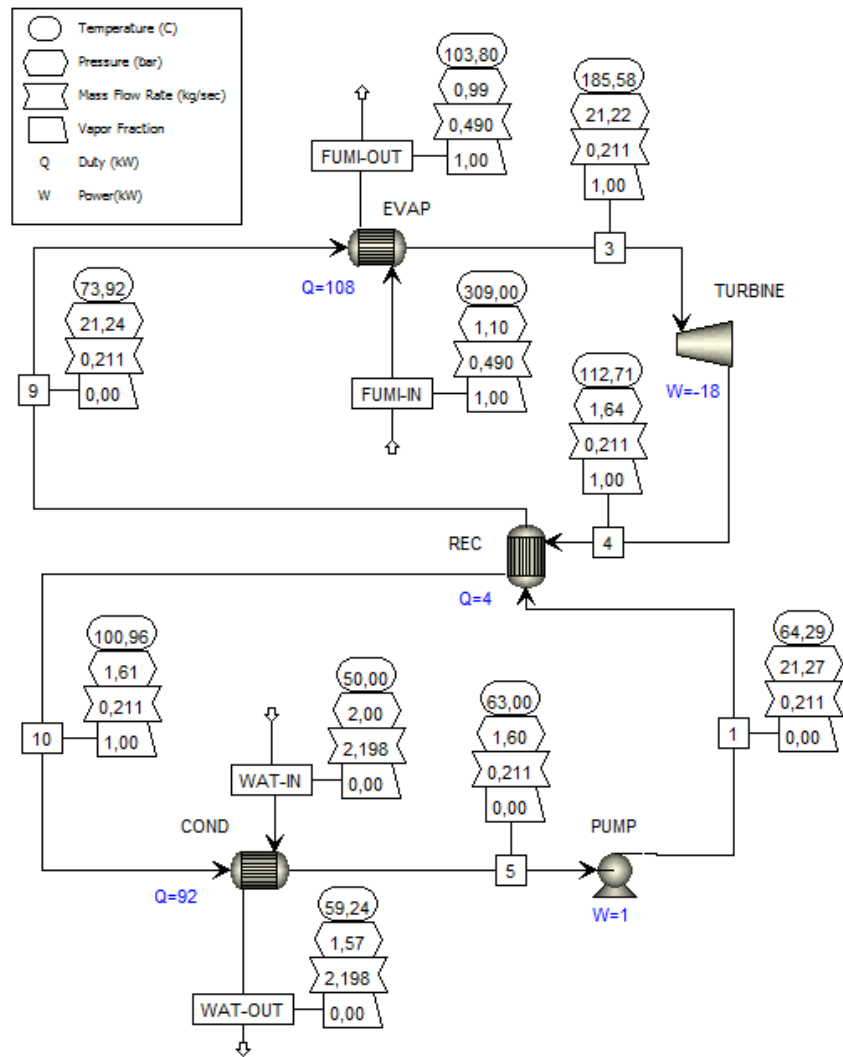 Temperature (C)
Pressure (bar)
Mass Flow Rate (kg/sec)
Vapor Fraction
Q Duty (kW)
W Power(kW)
103,80
0,99
0,490
1,00
FUMI-OUT
185,58
21,22
0,211
1,00
EVAP
3
Q=108
73,92
21,24
0,211
0,00
9
309,00
1,10
0,490
1,00
FUMI-IN
TURBINE
W=-18
112,71
1,64
0,211
1,00
4
REC
Q=4
100,96
1,61
0,211
1,00
10
50,00
2,00
2,198
0,00
WAT-IN
63,00
1,60
0,211
0,00
5
64,29
21,27
0,211
0,00
1
COND
Q=92
PUMP
W=1
59,24
1,57
2,198
0,00
WAT-OUT